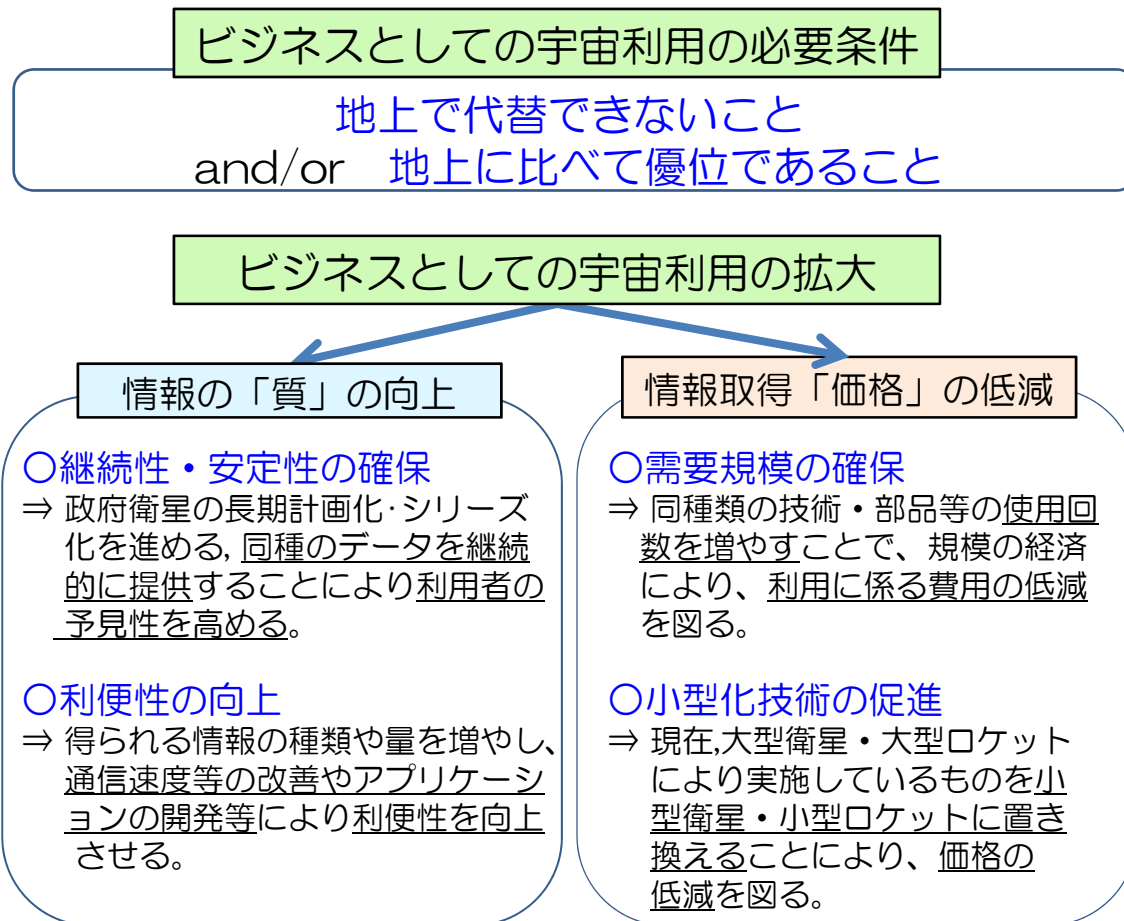 ビジネスとしての宇宙利用の必要条件
地上で代替できないこと
and/or 地上に比べて優位であること
ビジネスとしての宇宙利用の拡大
情報の「質」の向上
〇継続性・安定性の確保
⇒ 政府衛星の長期計画化・シリーズ
化を進める, 同種のデータを継続
的に提供することにより利用者の
予見性を高める。
〇利便性の向上
⇒ 得られる情報の種類や量を増やし、
通信速度等の改善やアプリケーシ
ョンの開発等により利便性を向上
させる。
情報取得「価格」の低減
〇需要規模の確保
⇒ 同種類の技術・部品等の使用回
数を増やすことで、規模の経済
により、利用に係る費用の低減
を図る。
〇小型化技術の促進
⇒ 現在,大型衛星・大型ロケット
により実施しているものを小
型衛星・小型ロケットに置き
換えることにより、価格の
低減を図る。